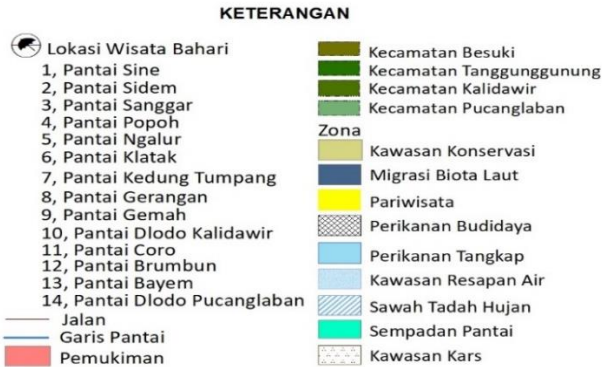 KETERANGAN
Lokasi Wisata Bahari
1, Pantai Sine
2, Pantai Sidem
3, Pantai Sanggar
4, Pantai Popoh
5, Pantai Ngalur
6, Pantai Klatak
7, Pantai Kedung Tumpang
8, Pantai Gerangan
9, Pantai Gemah
10, Pantai Dlodo Kalidawir
11, Pantai Coro
12, Pantai Brumbun
13, Pantai Bayem
14, Pantai Dlodo Pucanglaban
Jalan
Garis Pantai
Pemukiman
Kecamatan Besuki
Kecamatan Tanggunggunung
Kecamatan Kalidawir
Kecamatan Pucanglaban
Zona
Kawasan Konservasi
Migrasi Biota Laut
Pariwisata
Perikanan Budidaya
Perikanan Tangkap
Kawasan Resapan Air
Sawah Tadah Hujan
Sempadan Pantai
Kawasan Kars